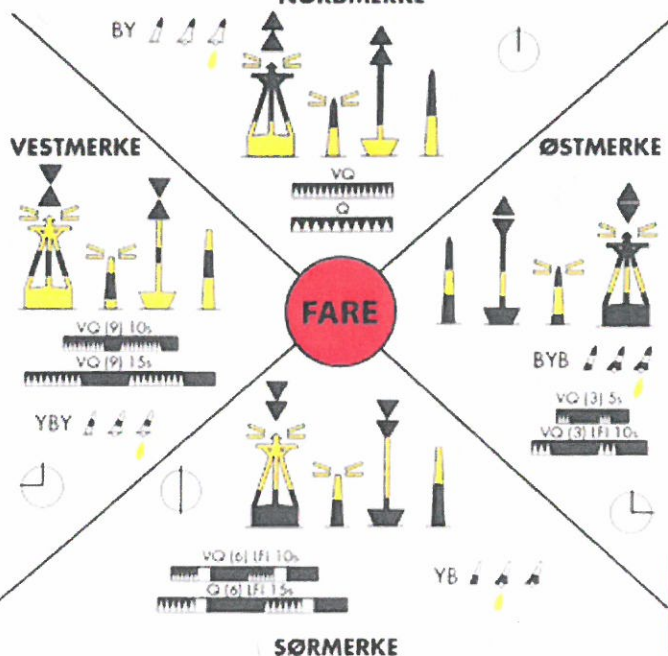 NORDMERKE
BY
VESTMERKE
ØSTMERKE
VQ
Q
FARE
VQ (9) 10s
VQ (9) 15s
YBY
BYB
VQ (3) 5s
VQ (3) LFl 10s
VQ (6) LFl 10s
Q (6) LFl 15s
YB
SØRMERKE